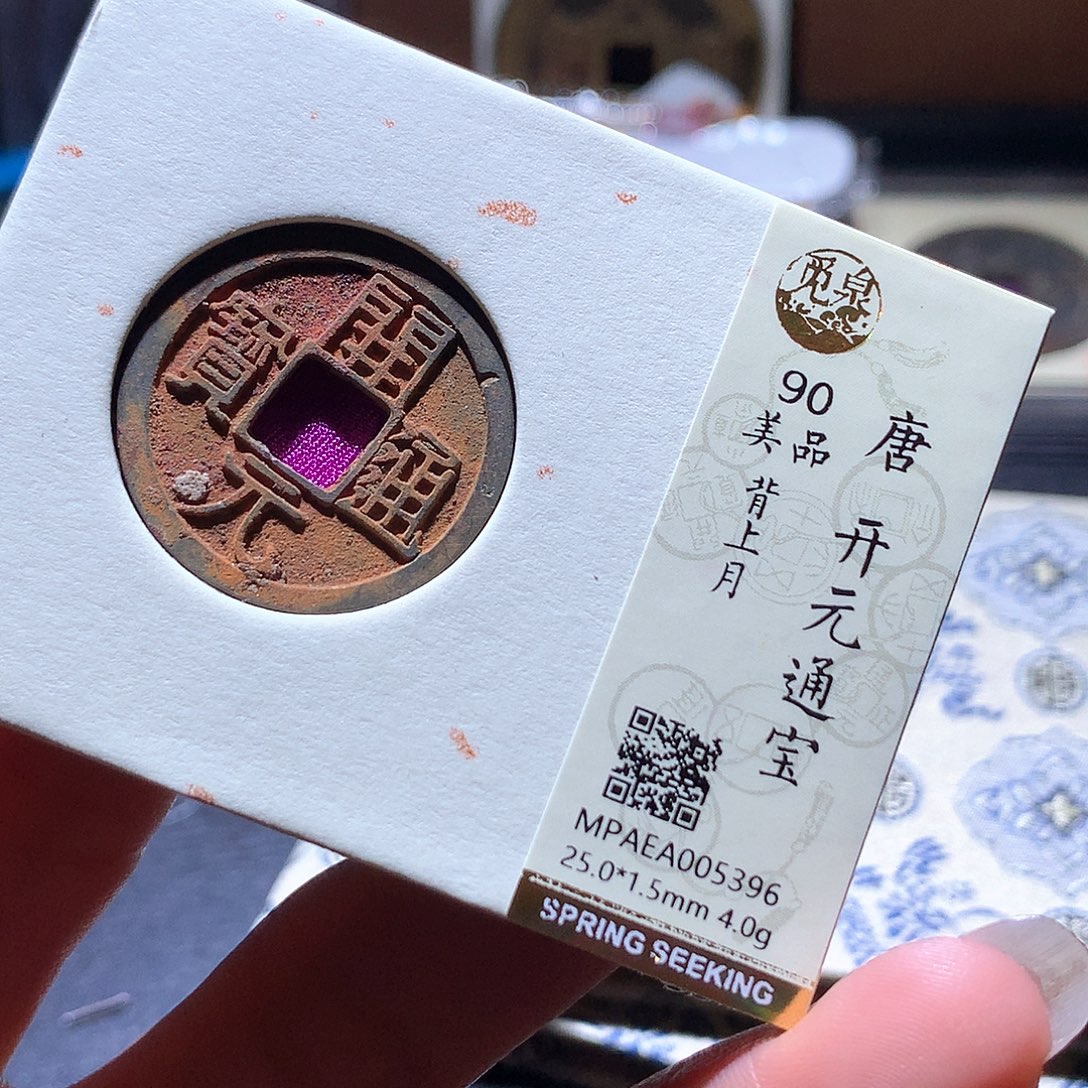 開
通
元
寶
觅泉
唐 开元通宝
90
美品
背上月
MPAEA005396
25.0*1.5mm 4.0g
SPRING SEEKING